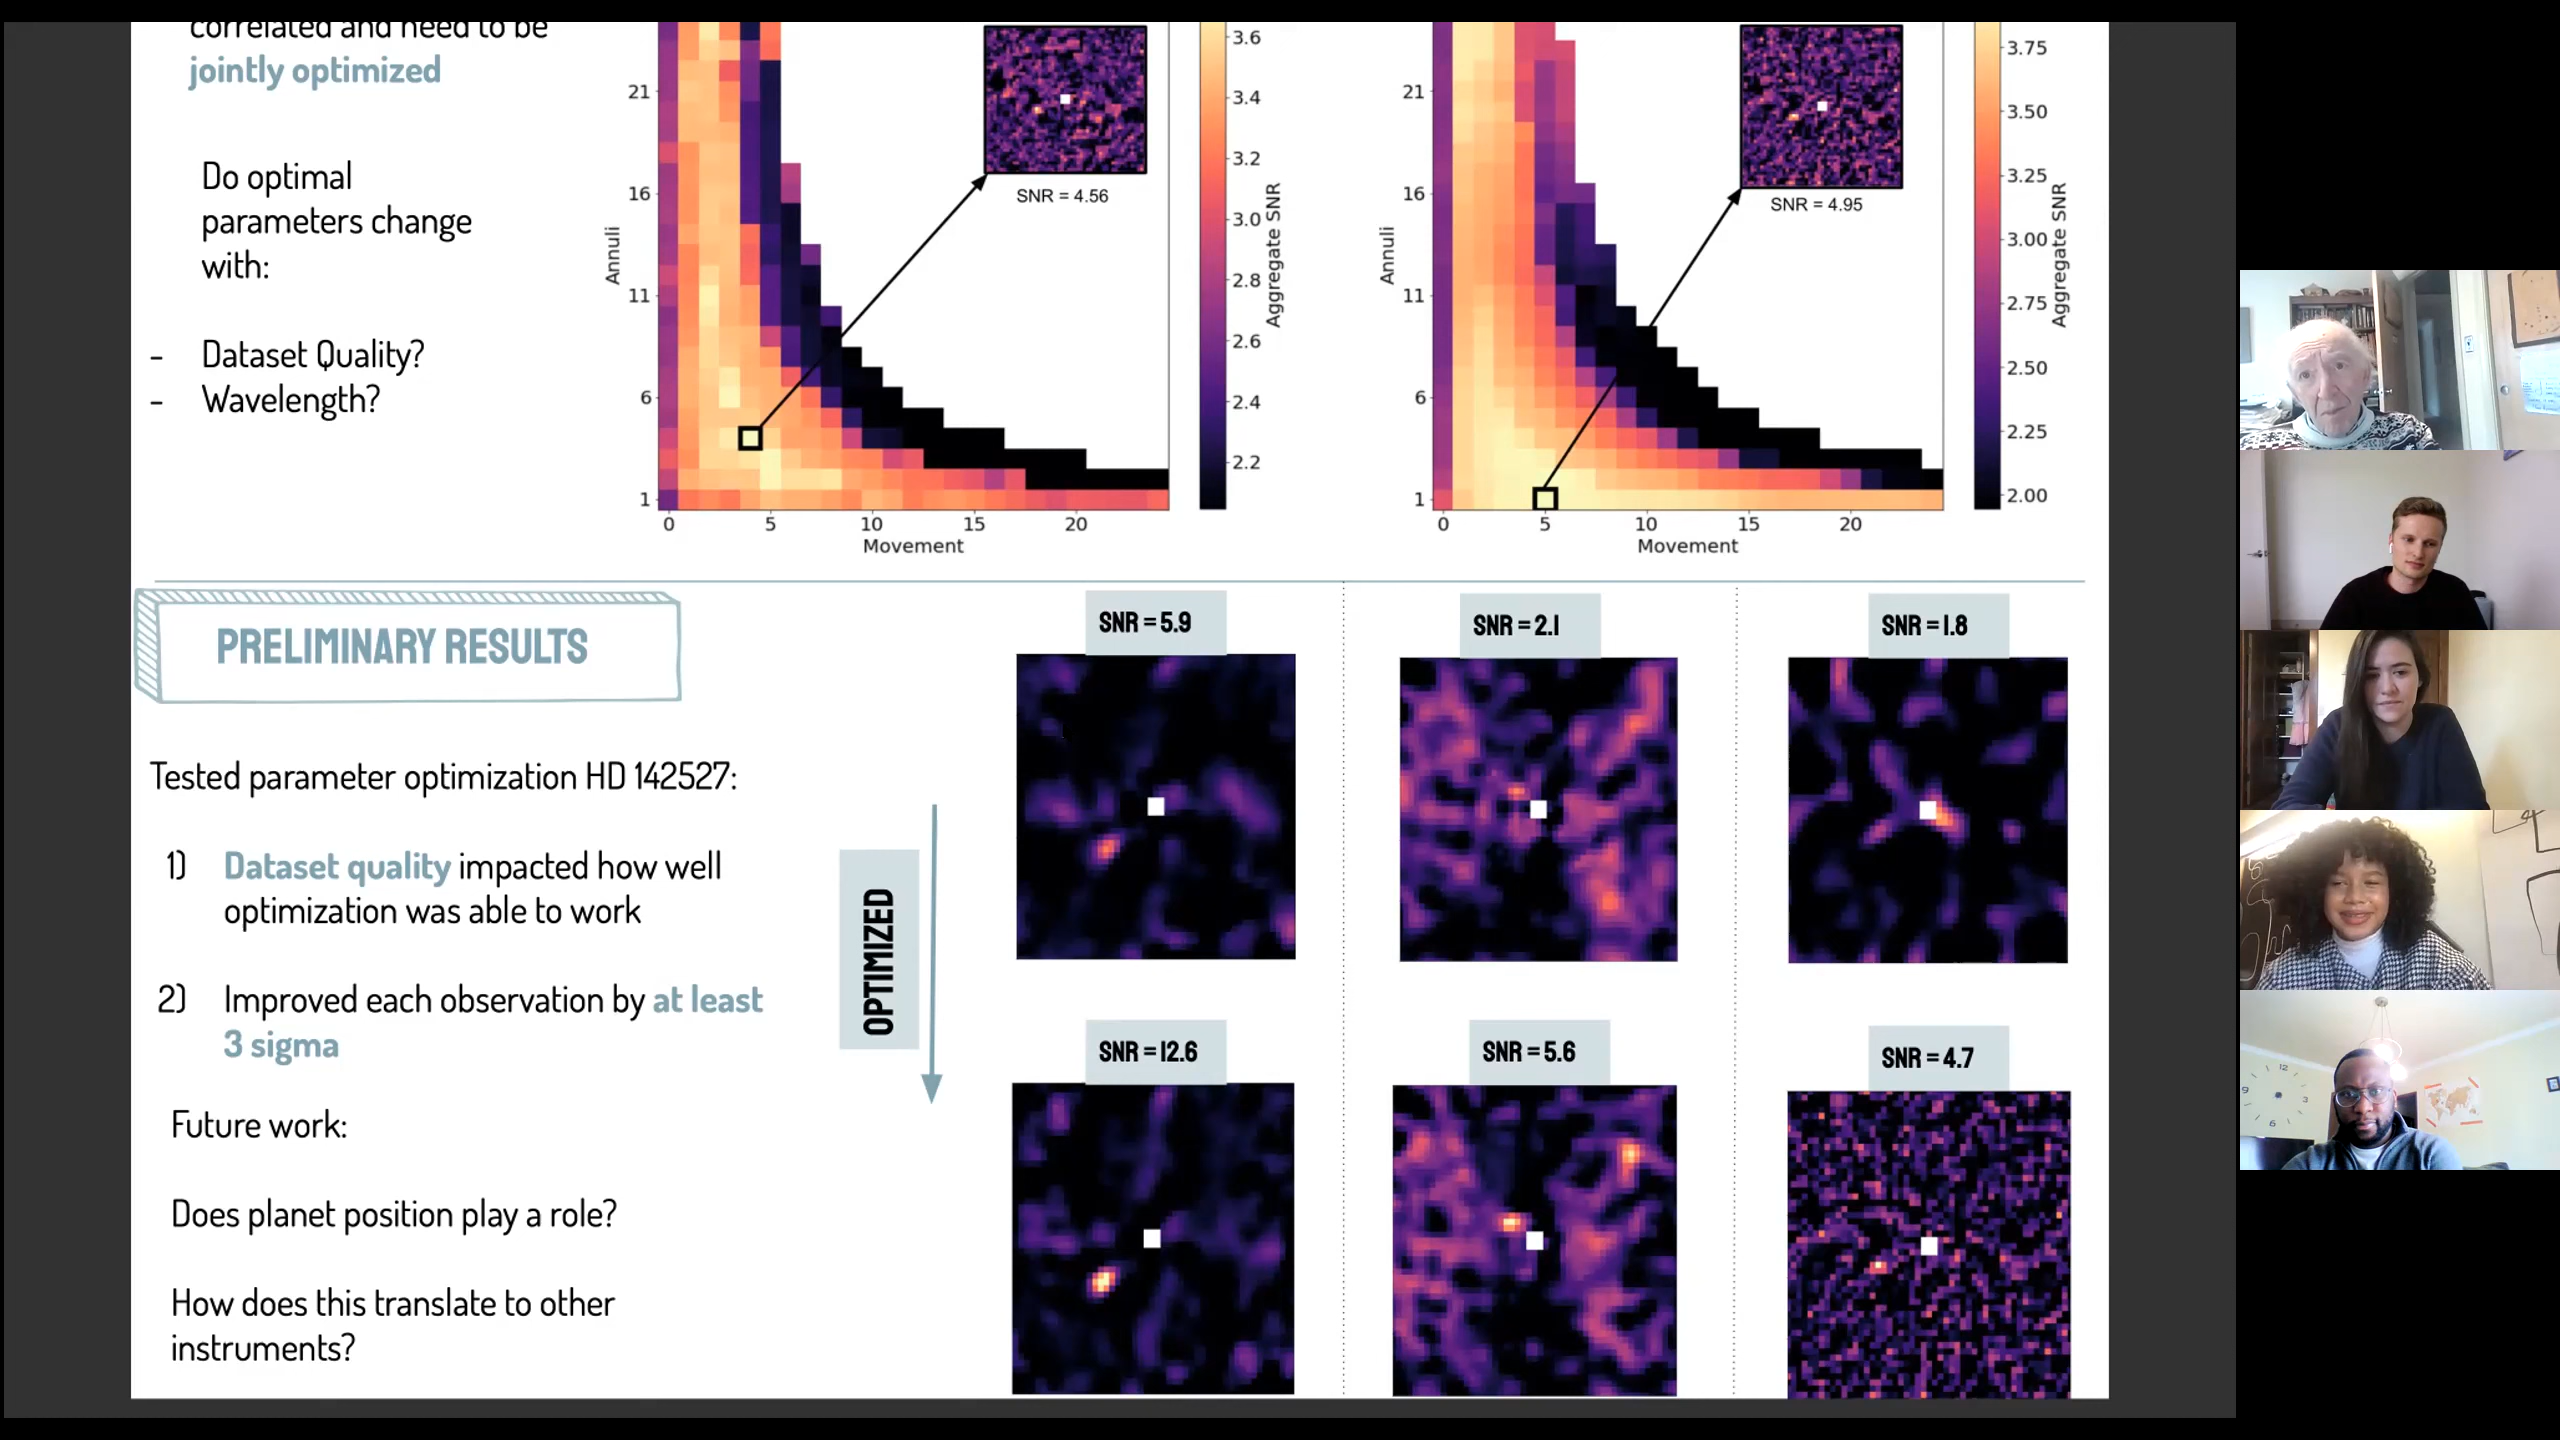 correlated and need to be
jointly optimized
Do optimal
parameters change
with:
- Dataset Quality?
- Wavelength?
21
16
11
6
1
Annuli
0 5 10 15 20
Movement
SNR = 4.56
3.6
3.4
3.2
3.0
2.8
2.6
2.4
2.2
Aggregate SNR
21
16
11
6
1
Annuli
0 5 10 15 20
Movement
SNR = 4.95
3.75
3.50
3.25
3.00
2.75
2.50
2.25
2.00
Aggregate SNR
PRELIMINARY RESULTS
Tested parameter optimization HD 142527:
1) Dataset quality impacted how well
optimization was able to work
2) Improved each observation by at least
3 sigma
Future work:
Does planet position play a role?
How does this translate to other
instruments?
OPTIMIZED
SNR = 5.9
SNR = 2.1
SNR = 1.8
SNR = 12.6
SNR = 5.6
SNR = 4.7
12
3
6
9